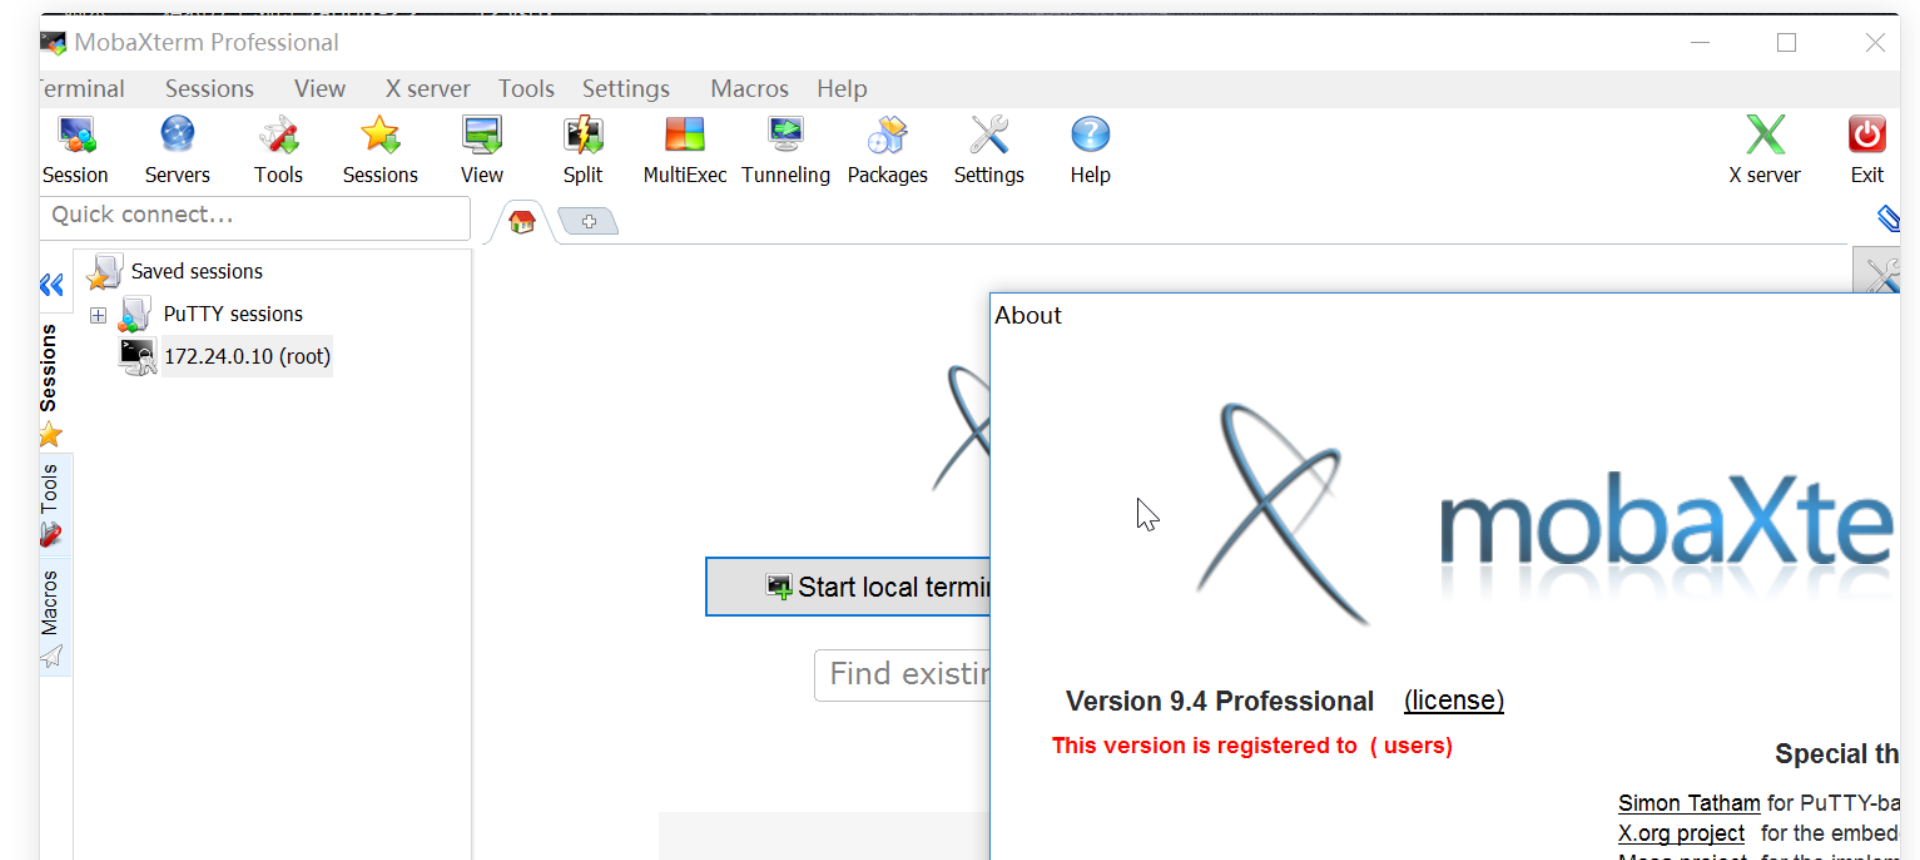 MobaXterm Professional
Terminal Sessions View X server Tools Settings Macros Help
Session Servers Tools Sessions View Split MultiExec Tunneling Packages Settings Help X server Exit
Quick connect...
Saved sessions
PuTTY sessions
172.24.0.10 (root)
Sessions
Tools
Macros
Start local termi
Find existin
About
mobaXte
Version 9.4 Professional (license)
This version is registered to ( users)
Special th
Simon Tatham for PuTTY-ba
X.org project for the embed